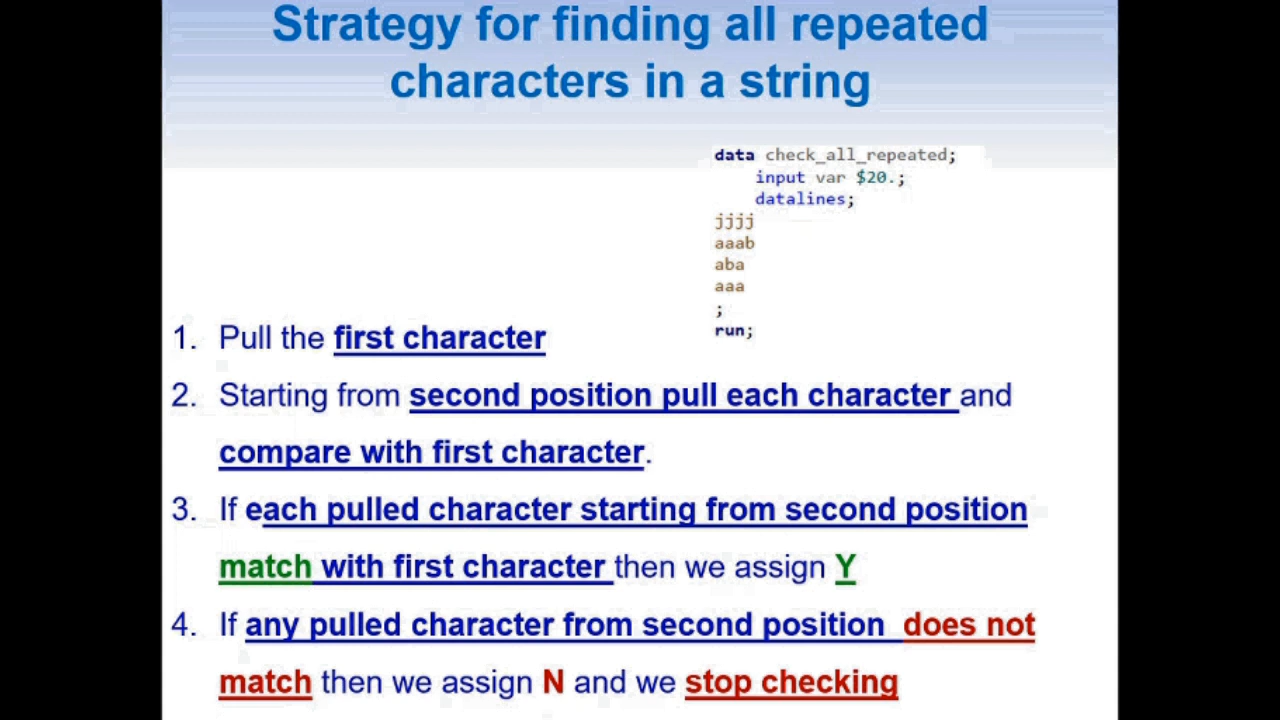 Strategy for finding all repeated
characters in a string
data check_all_repeated;
input var $20.;
datalines;
jjjj
aaab
aba
aaa
;
run;
1. Pull the first character
2. Starting from second position pull each character and
compare with first character.
3. If each pulled character starting from second position
match with first character then we assign Y
4. If any pulled character from second position does not
match then we assign N and we stop checking